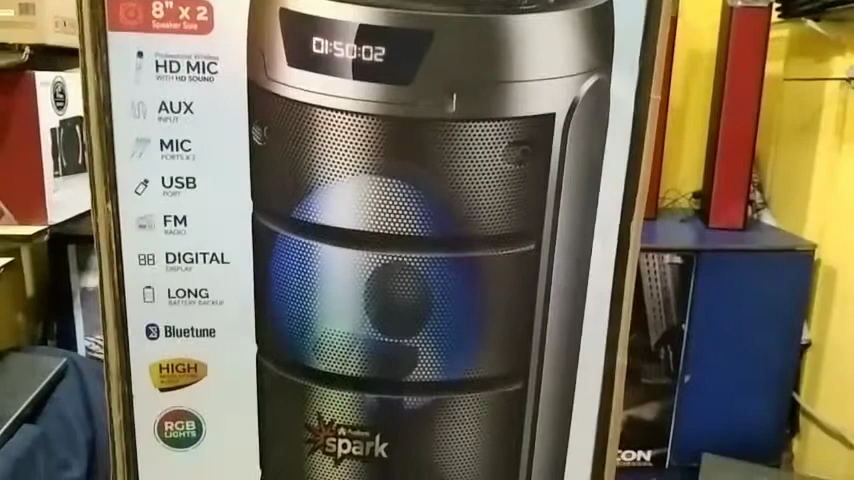 8" x 2
Speaker Size
01:50:02
Professional Wireless
HD MIC
WITH HD SOUND
AUX
INPUT
MIC
PORTS x 2
USB
PORT
FM
RADIO
DIGITAL
DISPLAY
LONG
BATTERY BACKUP
Bluetune
HIGH
RGB
LEDS
spark
CON